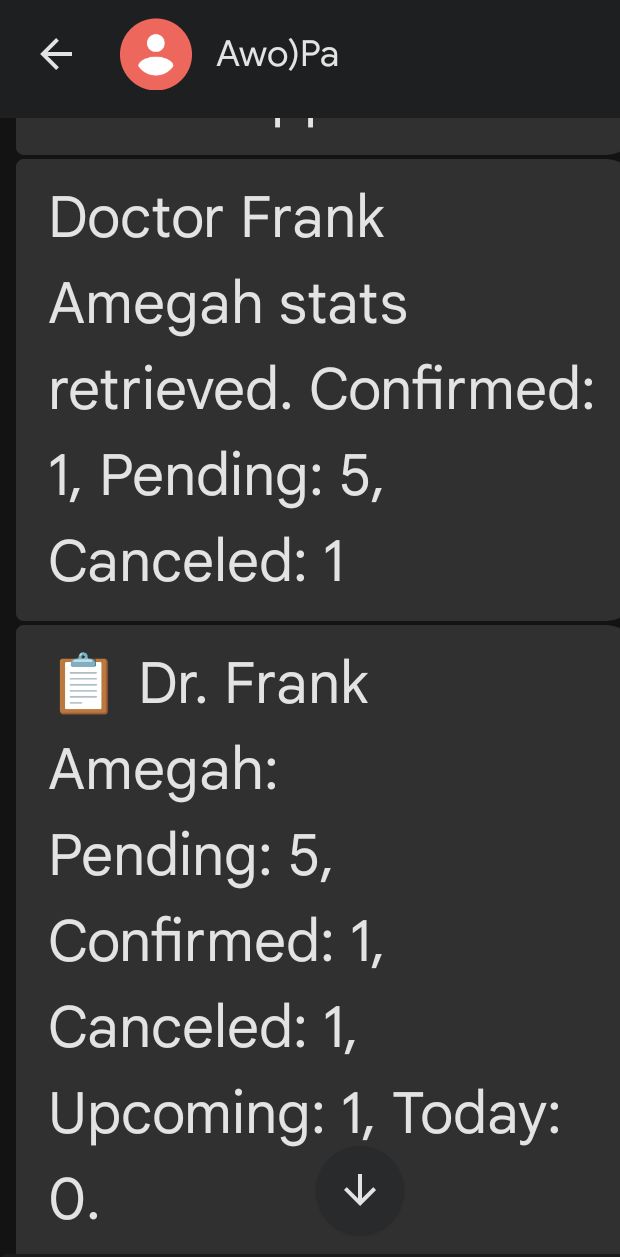 Awo)Pa
Doctor Frank
Amegah stats
retrieved. Confirmed:
1, Pending: 5,
Canceled: 1
📋 Dr. Frank
Amegah:
Pending: 5,
Confirmed: 1,
Canceled: 1,
Upcoming: 1, Today:
0.